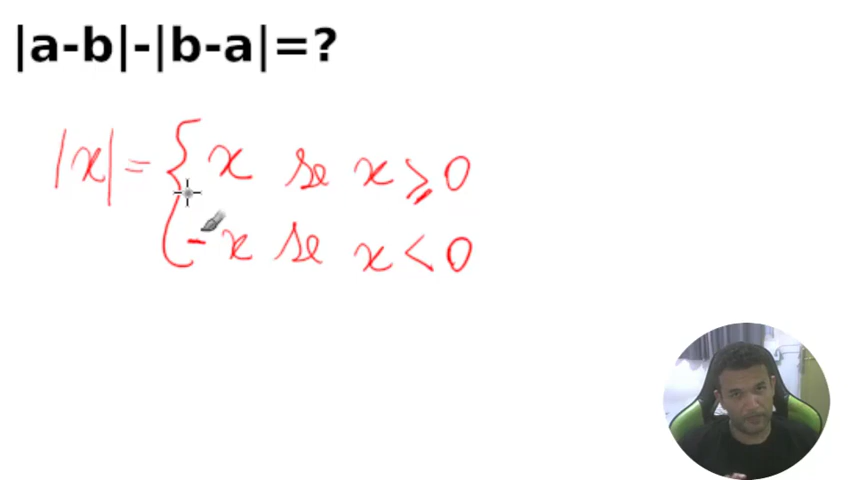 |a-b|-|b-a|=?
|x|= { x se x ≥ 0
-x se x < 0